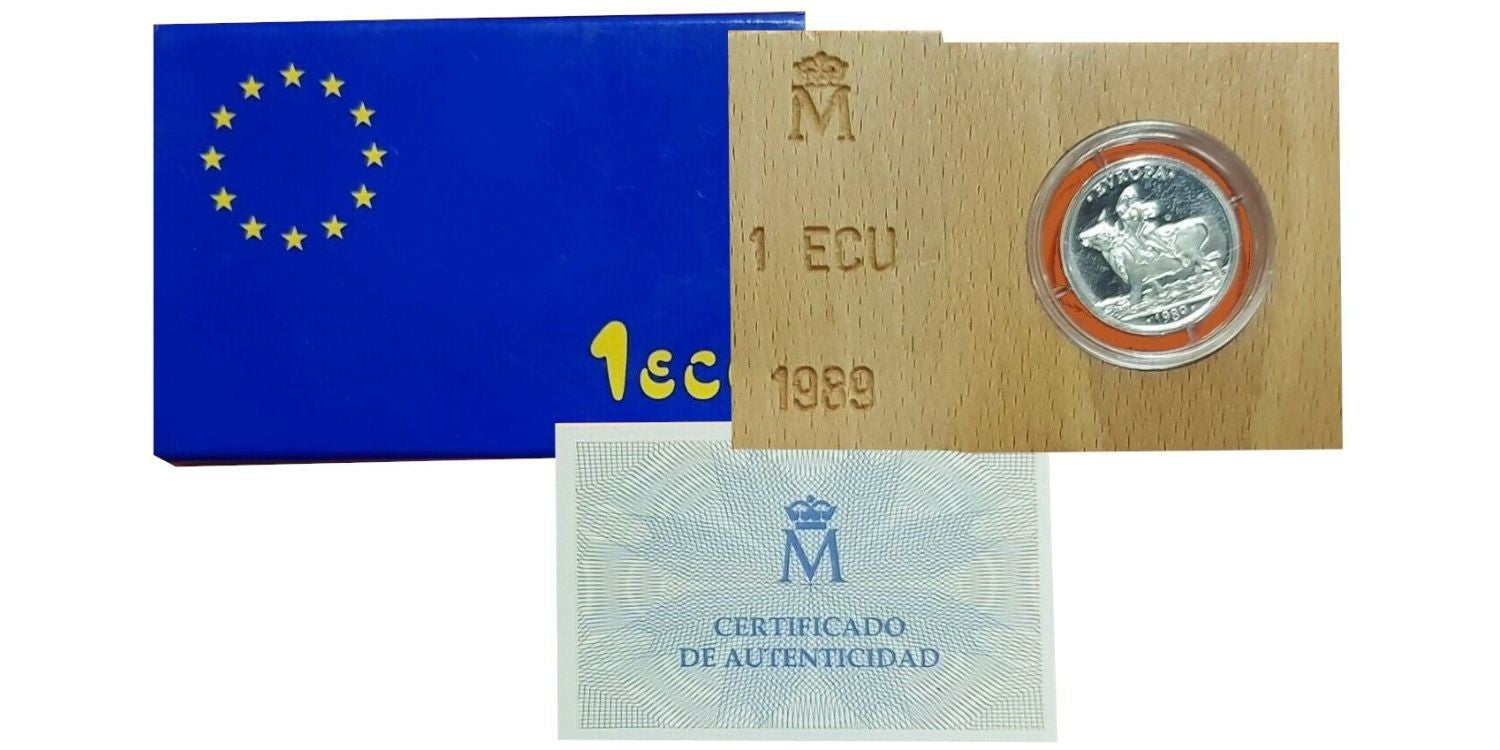 1ECU
M
1 ECU
1989
EVROPA
1989
M
CERTIFICADO
DE AUTENTICIDAD